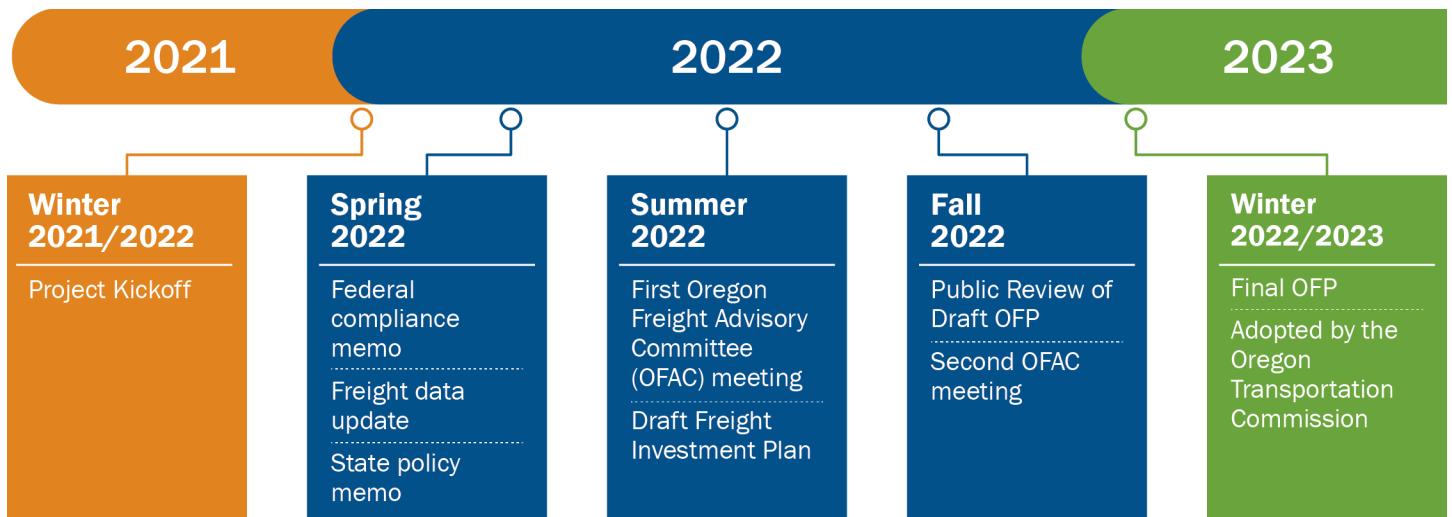 2021
2022
2023
Winter
2021/2022
Project Kickoff
Spring
2022
Federal
compliance
memo
Freight data
update
State policy
memo
Summer
2022
First Oregon
Freight Advisory
Committee
(OFAC) meeting
Draft Freight
Investment Plan
Fall
2022
Public Review of
Draft OFP
Second OFAC
meeting
Winter
2022/2023
Final OFP
Adopted by the
Oregon
Transportation
Commission